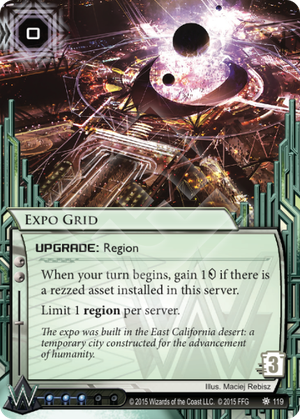 0
EXPO GRID
UPGRADE: Region
When your turn begins, gain 1 if there is
a rezzed asset installed in this server.
Limit 1 region per server.
The expo was built in the East California desert: a
temporary city constructed for the advancement
of humanity.
3
Illus. Maciej Rebisz
© 2015 Wizards of the Coast LLC. © 2015 FFG
119